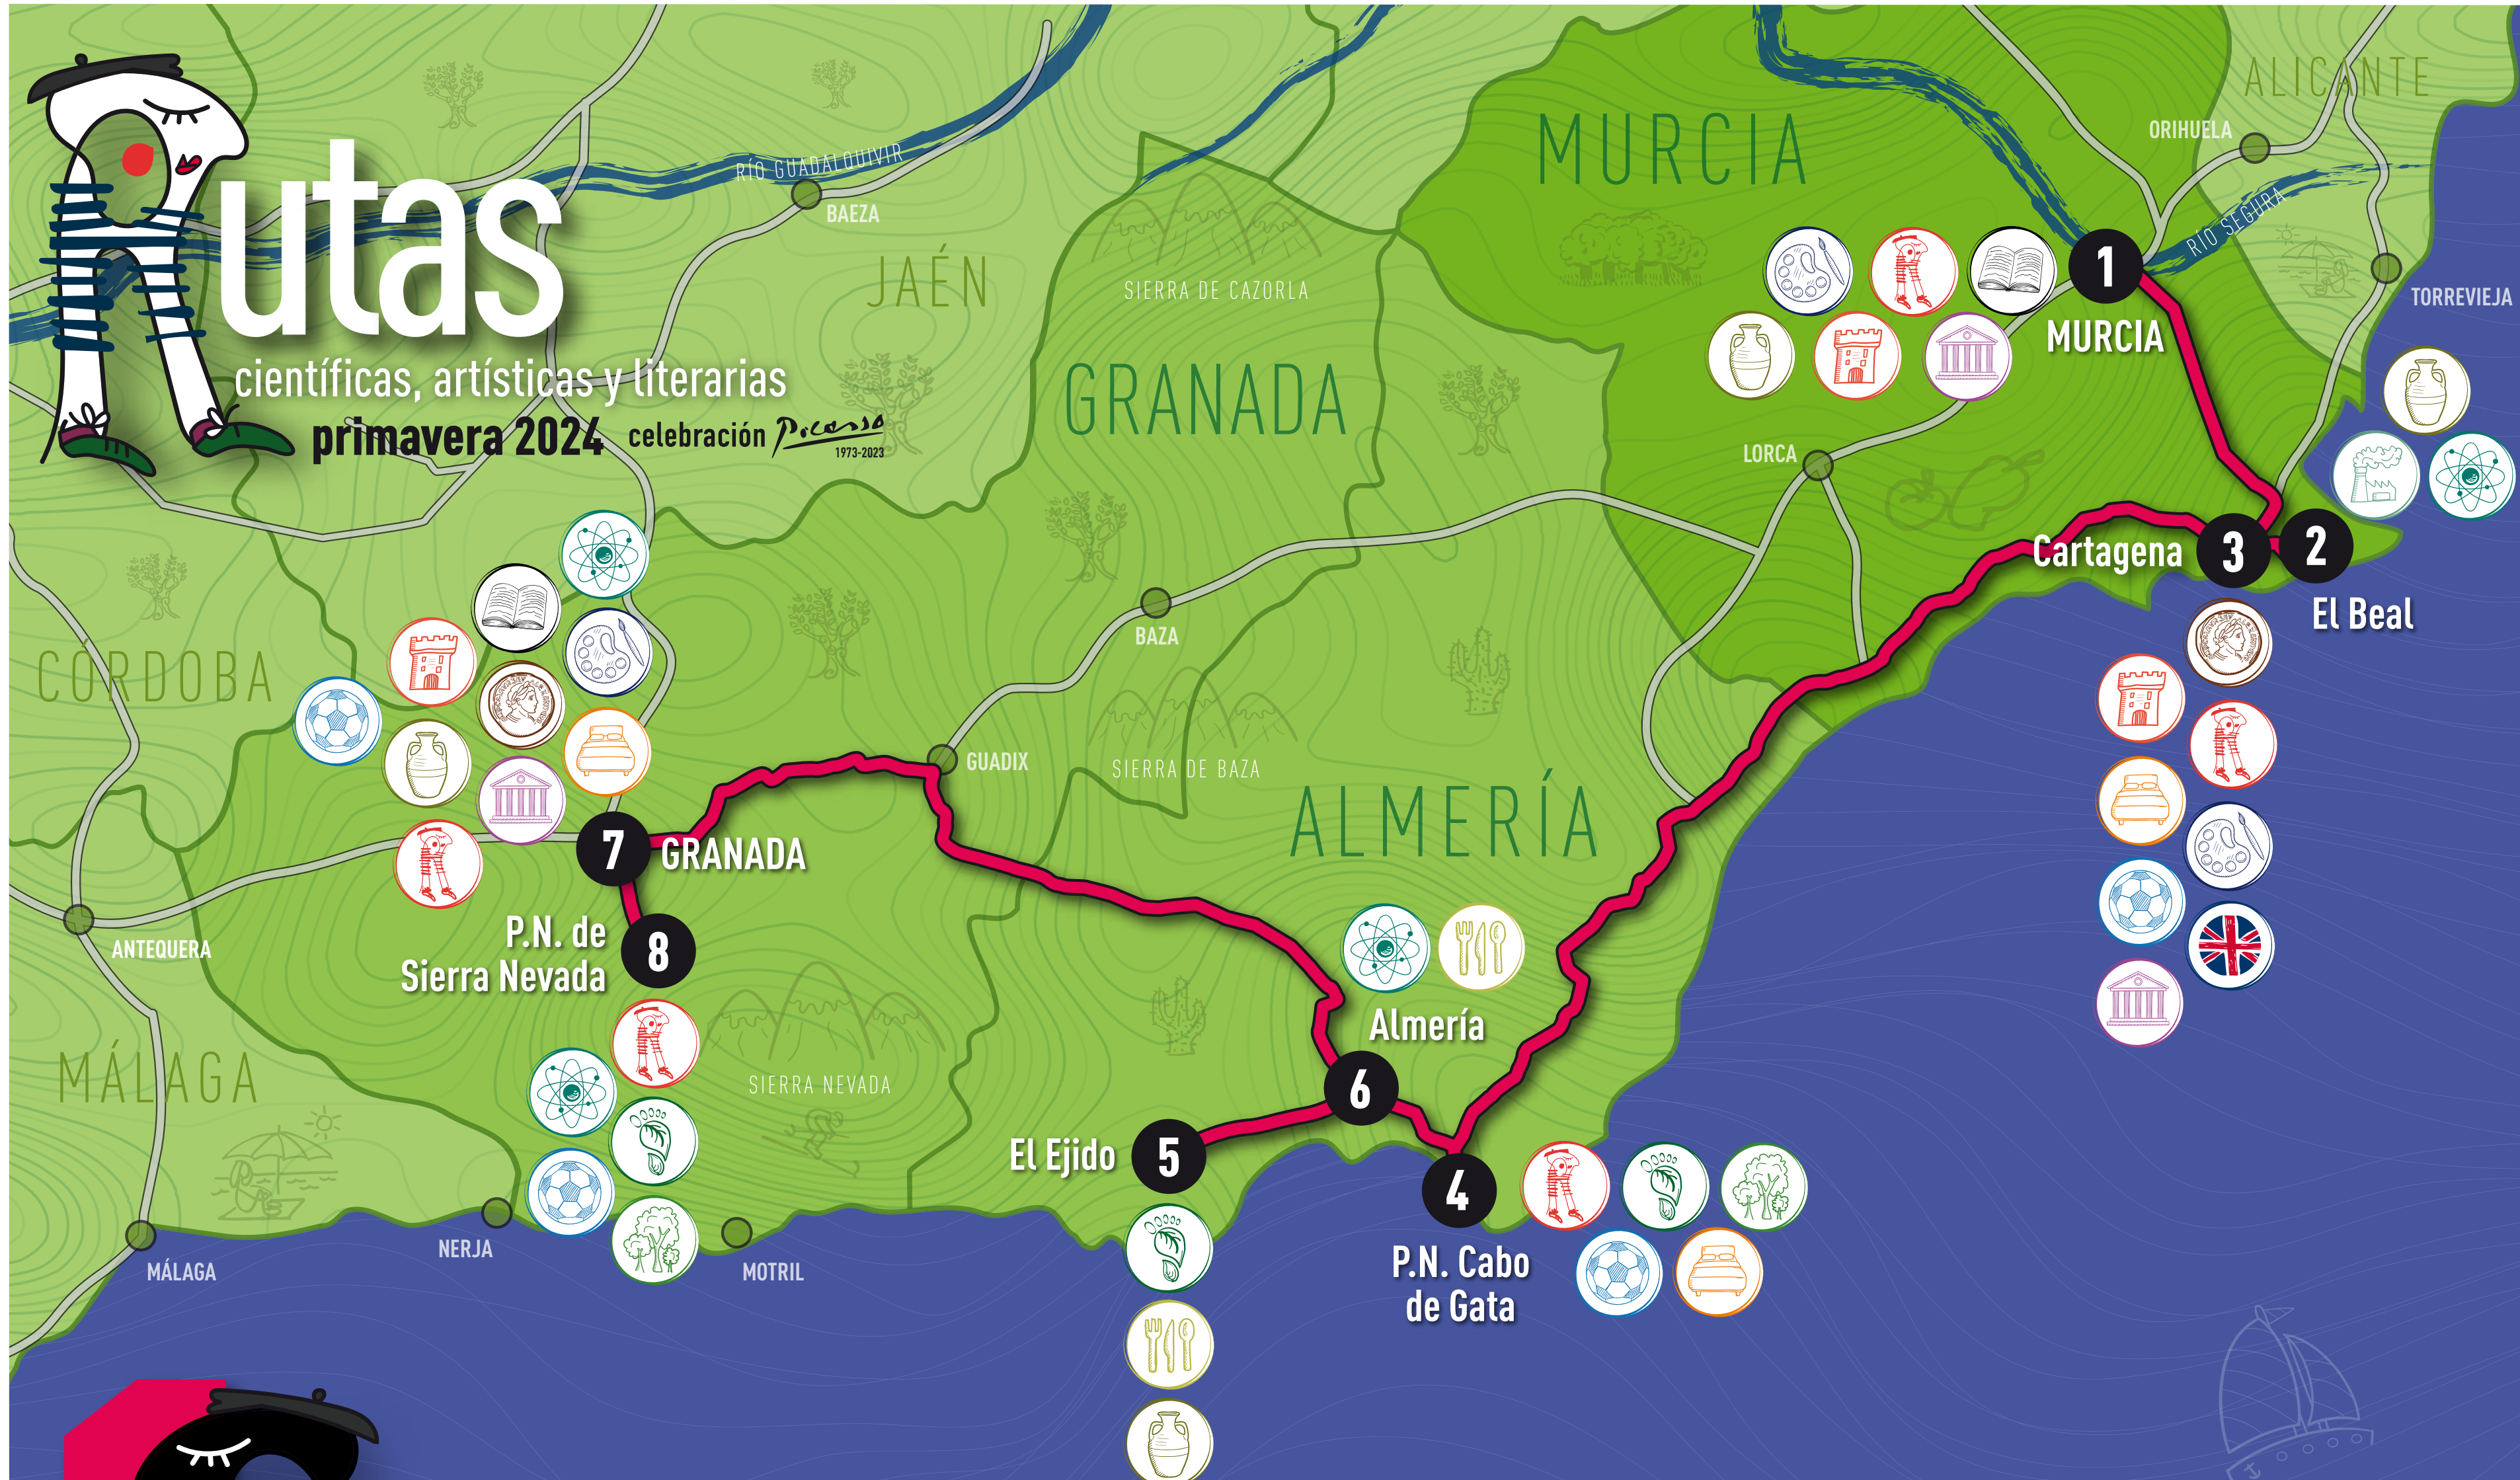 Rutas
científicas, artísticas y literarias
primavera 2024 celebración Picasso
1973-2023
RÍO GUADALQUIVIR
BAEZA
JAÉN
SIERRA DE CAZORLA
GRANADA
MURCIA
ALICANTE
ORIHUELA
RÍO SEGURA
TORREVIEJA
1
MURCIA
LORCA
Cartagena
3
2
El Beal
CÓRDOBA
BAZA
GUADIX
SIERRA DE BAZA
ALMERÍA
7
GRANADA
ANTEQUERA
P.N. de
Sierra Nevada
8
MÁLAGA
SIERRA NEVADA
Almería
6
El Ejido
5
4
P.N. Cabo
de Gata
NERJA
MÁLAGA
MOTRIL